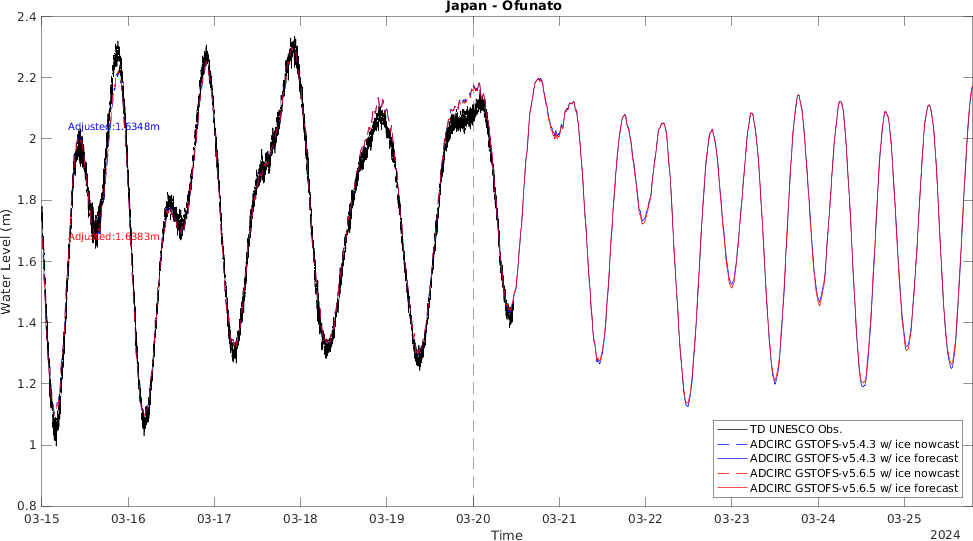 Japan - Ofunato
2.4
2.2
2
1.8
1.6
1.4
1.2
1
0.8
Water Level (m)
Adjusted:1.6348m
Adjusted:1.6383m
TD UNESCO Obs.
ADCIRC GSTOFS-v5.4.3 w/ ice nowcast
ADCIRC GSTOFS-v5.4.3 w/ ice forecast
ADCIRC GSTOFS-v5.6.5 w/ ice nowcast
ADCIRC GSTOFS-v5.6.5 w/ ice forecast
03-15 03-16 03-17 03-18 03-19 03-20 03-21 03-22 03-23 03-24 03-25
Time
2024